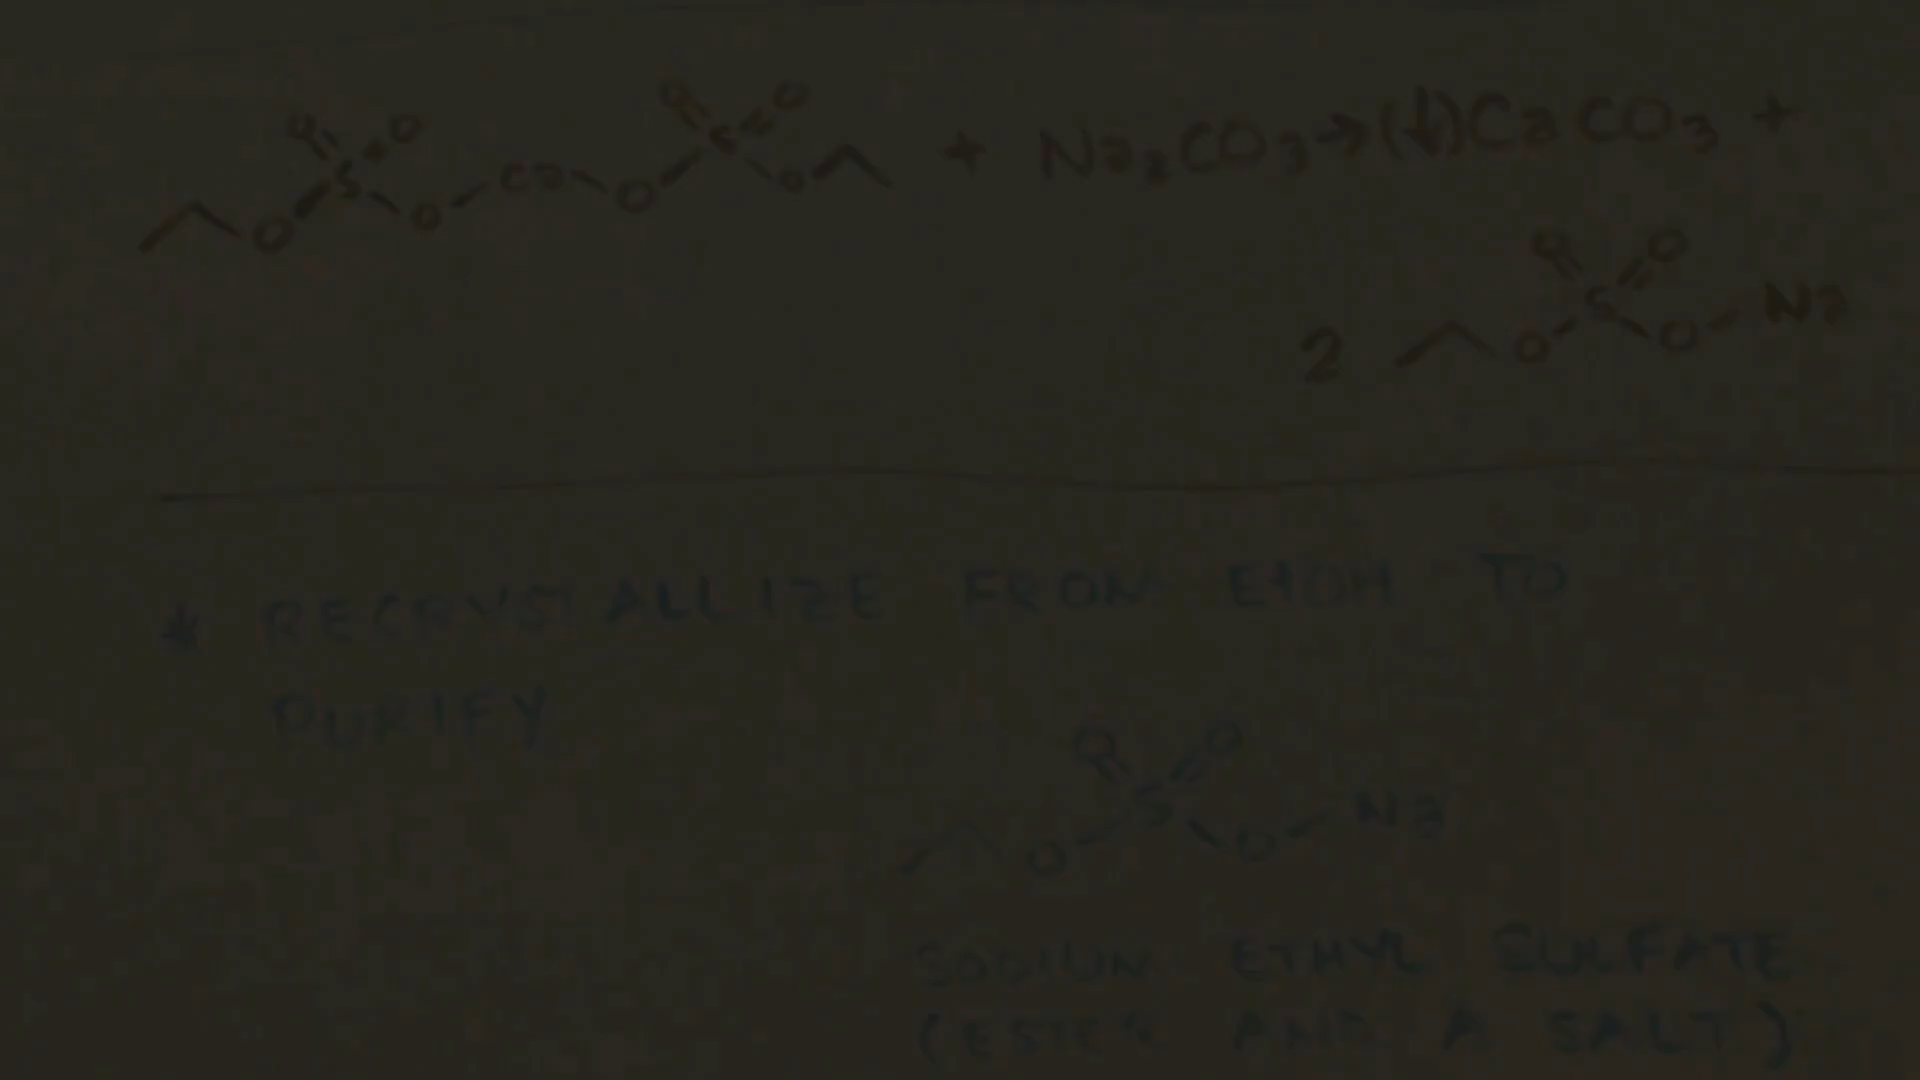 O O O O
S O Ca O S O + Na₂CO₃ → (↓) CaCO₃ +
O
O O
2 O S O Na
* RECRYSTALLIZE FROM EtOH TO
PURIFY
O O
O S O Na
SODIUM ETHYL SULFATE
(ESTER AND A SALT)